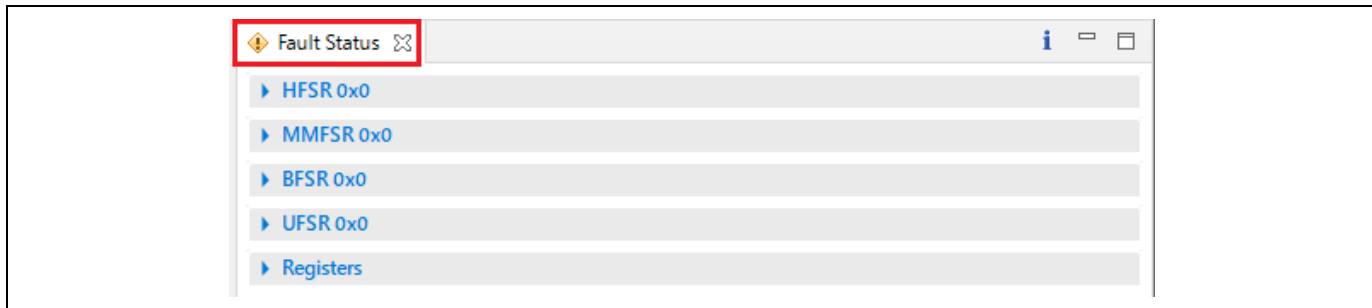 Fault Status
i
HFSR 0x0
MMFSR 0x0
BFSR 0x0
UFSR 0x0
Registers